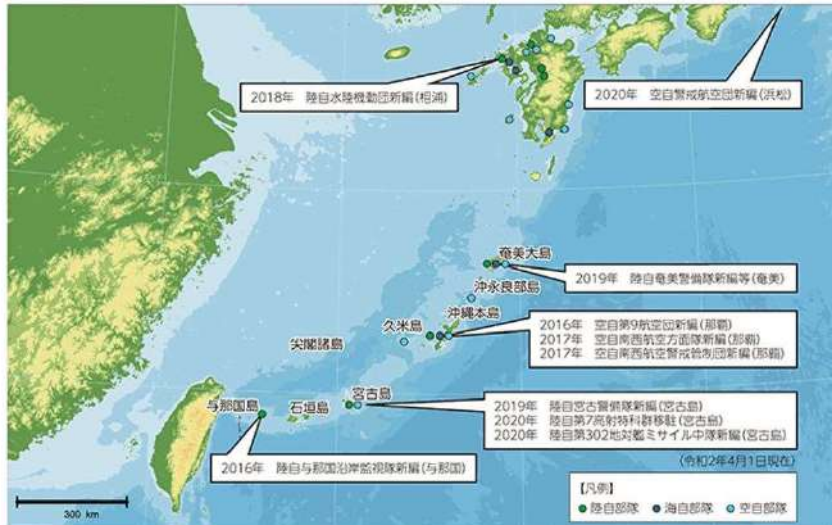 2018年 陸自水陸機動団新編(相浦)
2020年 空自警戒航空団新編(浜松)
奄美大島
2019年 陸自奄美警備隊新編等(奄美)
沖永良部島
沖縄本島
久米島
尖閣諸島
2016年 空自第9航空団新編(那覇)
2017年 空自南西航空方面隊新編(那覇)
2017年 空自南西航空警戒管制団新編(那覇)
宮古島
与那国島
石垣島
2019年 陸自宮古警備隊新編(宮古島)
2020年 陸自第7高射特科群移駐(宮古島)
2020年 陸自第302地対艦ミサイル中隊新編(宮古島)
2016年 陸自与那国沿岸監視隊新編(与那国)
(令和2年4月1日現在)
【凡例】
陸自部隊 海自部隊 空自部隊
300 km